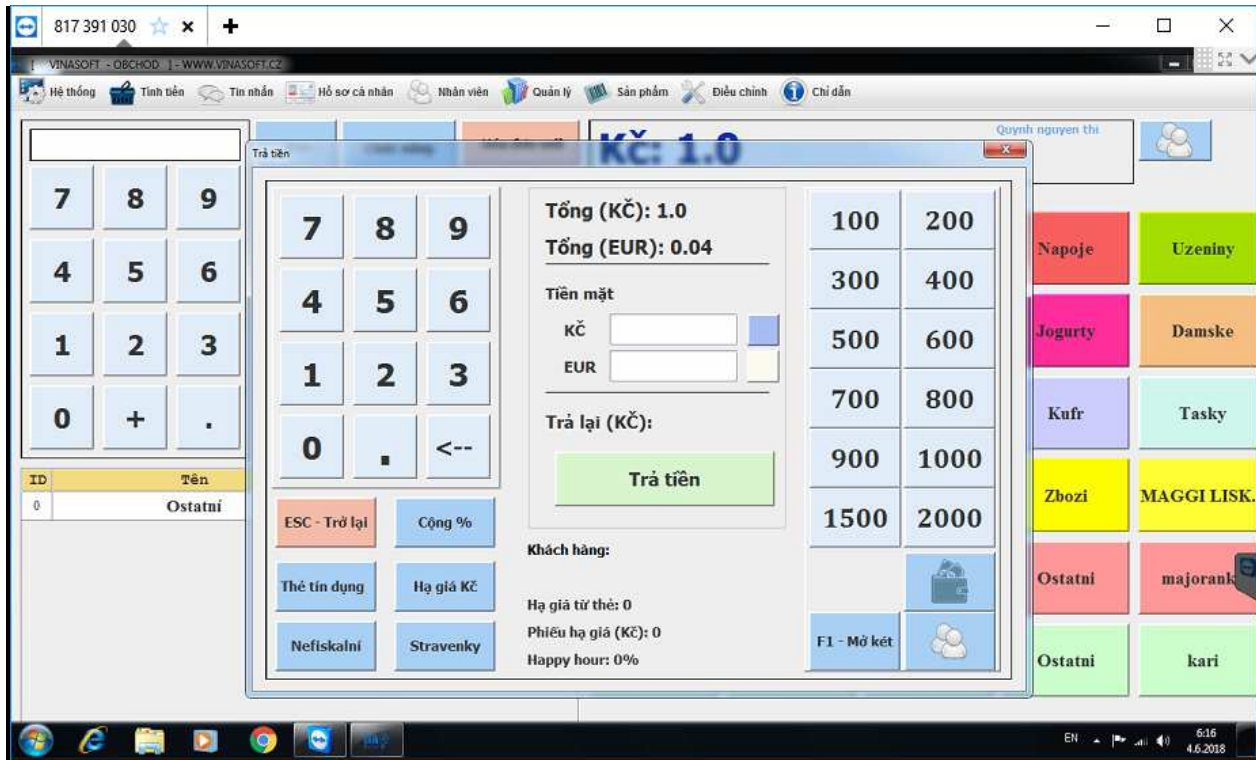 817 391 030
[ VINASOFT - OBCHOD ] - WWW.VINASOFT.CZ
Hệ thống Tính tiền Tin nhắn Hồ sơ cá nhân Nhân viên Quản lý Sản phẩm Điều chỉnh Chỉ dẫn
Kč: 1.0
Quynh nguyen thi
7 8 9
4 5 6
1 2 3
0 + .
ID Tên
0 Ostatní
Trả tiền
7 8 9
4 5 6
1 2 3
0 . <--
ESC - Trở lại Cộng %
Thẻ tín dụng Hạ giá Kč
Nefiskalní Stravenky
Tổng (KČ): 1.0
Tổng (EUR): 0.04
Tiền mặt
KČ
EUR
Trả lại (KČ):
Trả tiền
Khách hàng:
Hạ giá từ thẻ: 0
Phiếu hạ giá (Kč): 0
Happy hour: 0%
100 200
300 400
500 600
700 800
900 1000
1500 2000
F1 - Mở két
Napoje Uzeniny
Jogurty Damske
Kufr Tasky
Zbozi MAGGI LISK.
Ostatni majorank
Ostatni kari
EN
6:16
4.6.2018